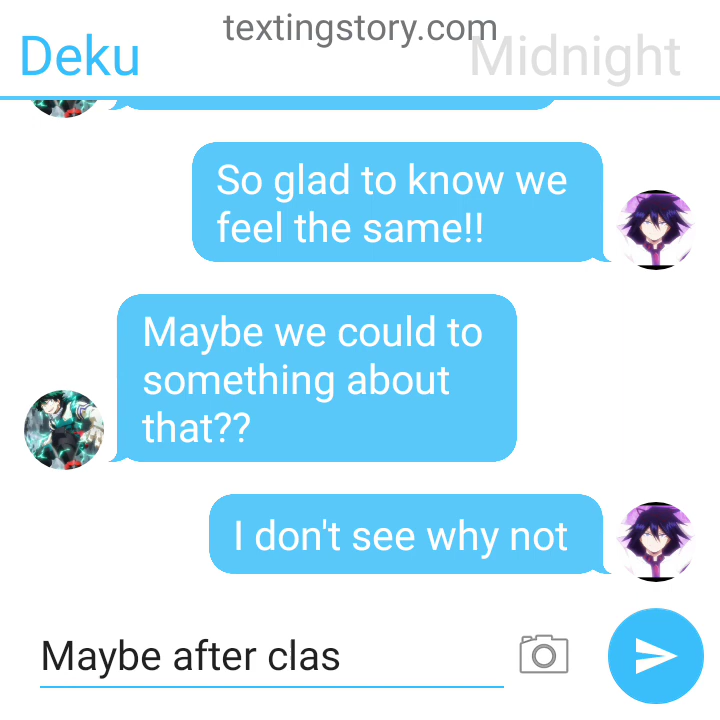 textingstory.com
Deku
Midnight
So glad to know we
feel the same!!
Maybe we could to
something about
that??
I don't see why not
Maybe after clas